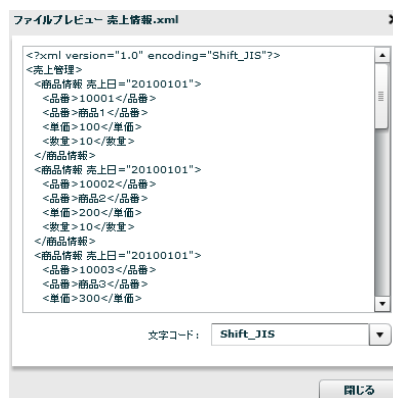 ファイルプレビュー 売上情報.xml
<?xml version="1.0" encoding="Shift_JIS"?>
<売上管理>
<商品情報 売上日="20100101">
<品番>10001</品番>
<品番>商品1</品番>
<単価>100</単価>
<数量>10</数量>
</商品情報>
<商品情報 売上日="20100101">
<品番>10002</品番>
<品番>商品2</品番>
<単価>200</単価>
<数量>10</数量>
</商品情報>
<商品情報 売上日="20100101">
<品番>10003</品番>
<品番>商品3</品番>
<単価>300</単価>
文字コード： Shift_JIS
閉じる